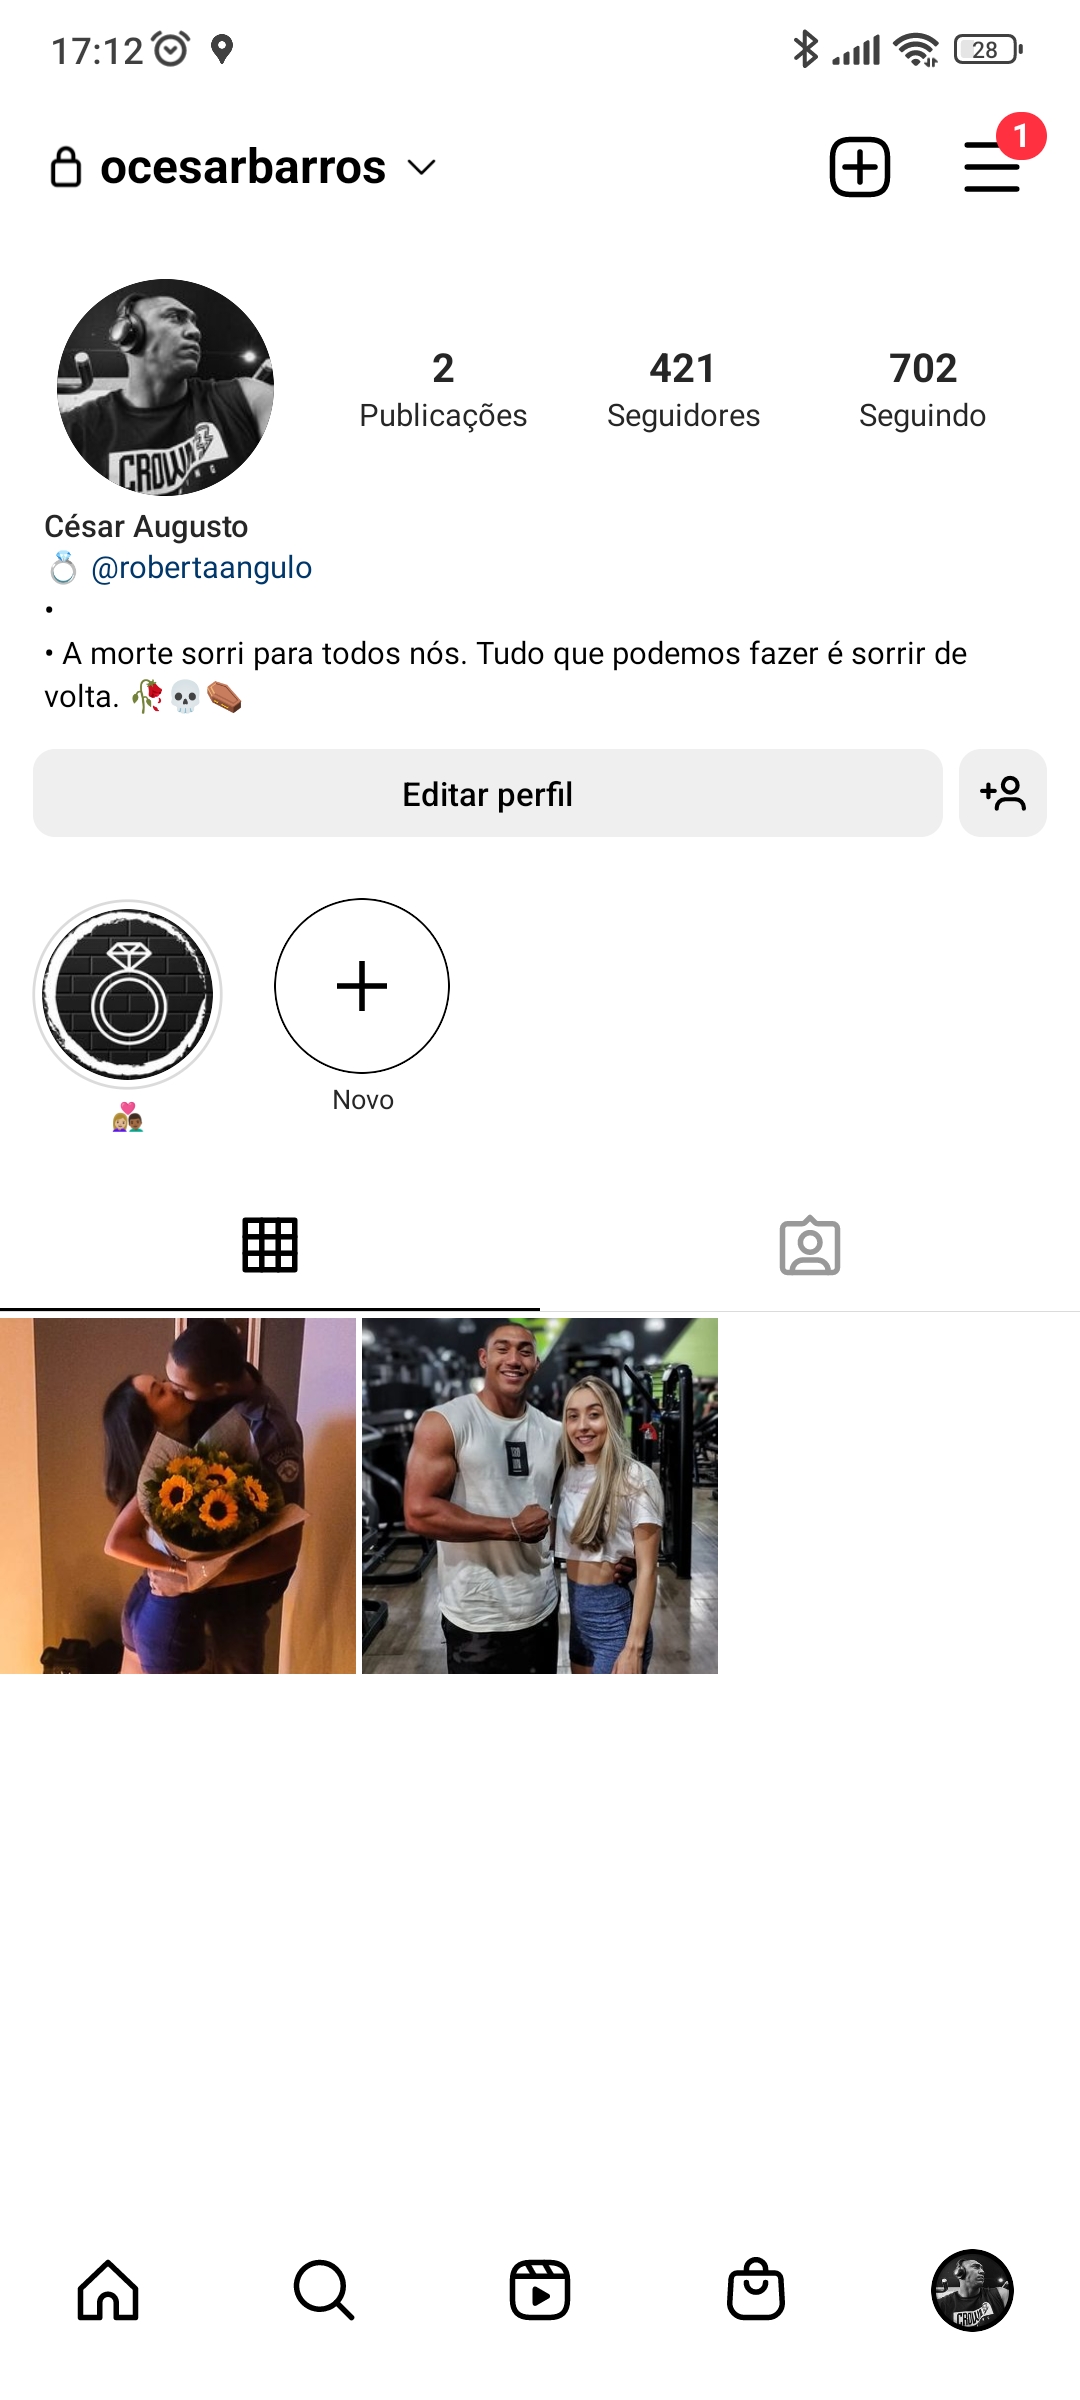 17:12
28
ocesarbarros
1
2
421
702
Publicações
Seguidores
Seguindo
César Augusto
💍 @robertaangulo
•
• A morte sorri para todos nós. Tudo que podemos fazer é sorrir de
volta. 🥀💀⚰️
Editar perfil
Novo
CROWN